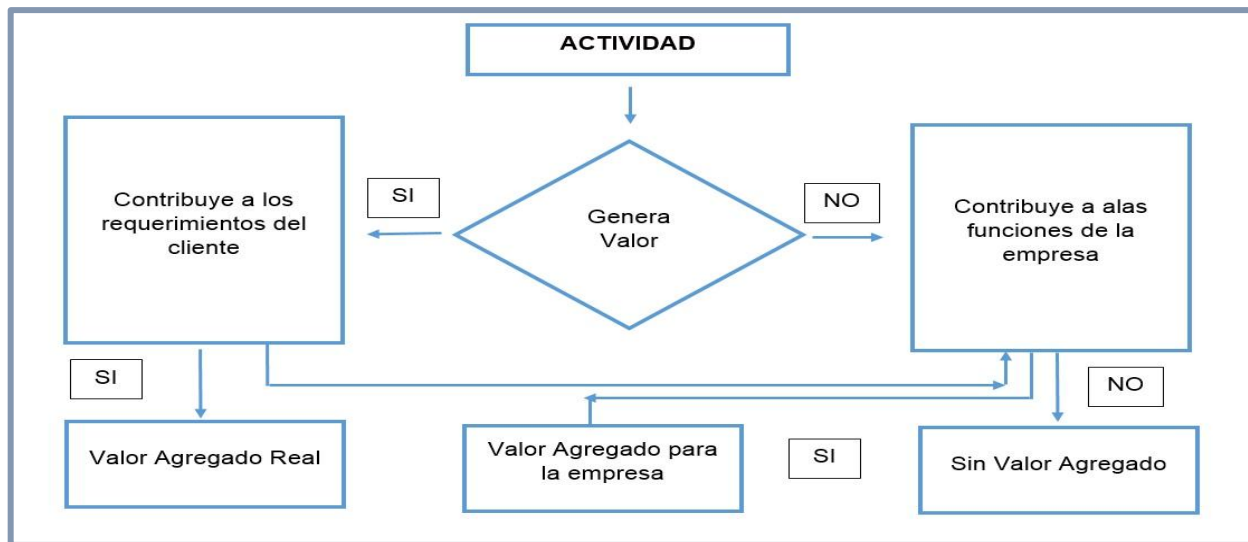 ACTIVIDAD
Contribuye a los
requerimientos del
cliente
SI
Genera
Valor
NO
Contribuye a alas
funciones de la
empresa
SI
NO
Valor Agregado Real
Valor Agregado para
la empresa
SI
Sin Valor Agregado